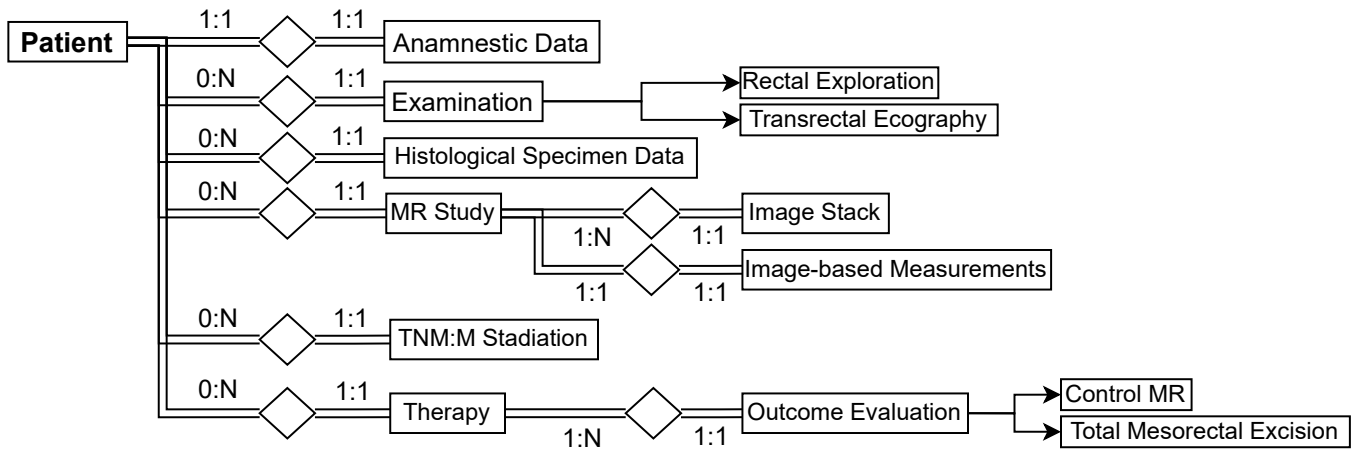 1:1 1:1
Patient
Anamnestic Data
0:N 1:1
Examination
Rectal Exploration
Transrectal Ecography
0:N 1:1
Histological Specimen Data
0:N 1:1
MR Study
Image Stack
1:N 1:1
Image-based Measurements
1:1 1:1
0:N 1:1
TNM:M Stadiation
0:N 1:1
Therapy
Outcome Evaluation
1:N 1:1
Control MR
Total Mesorectal Excision